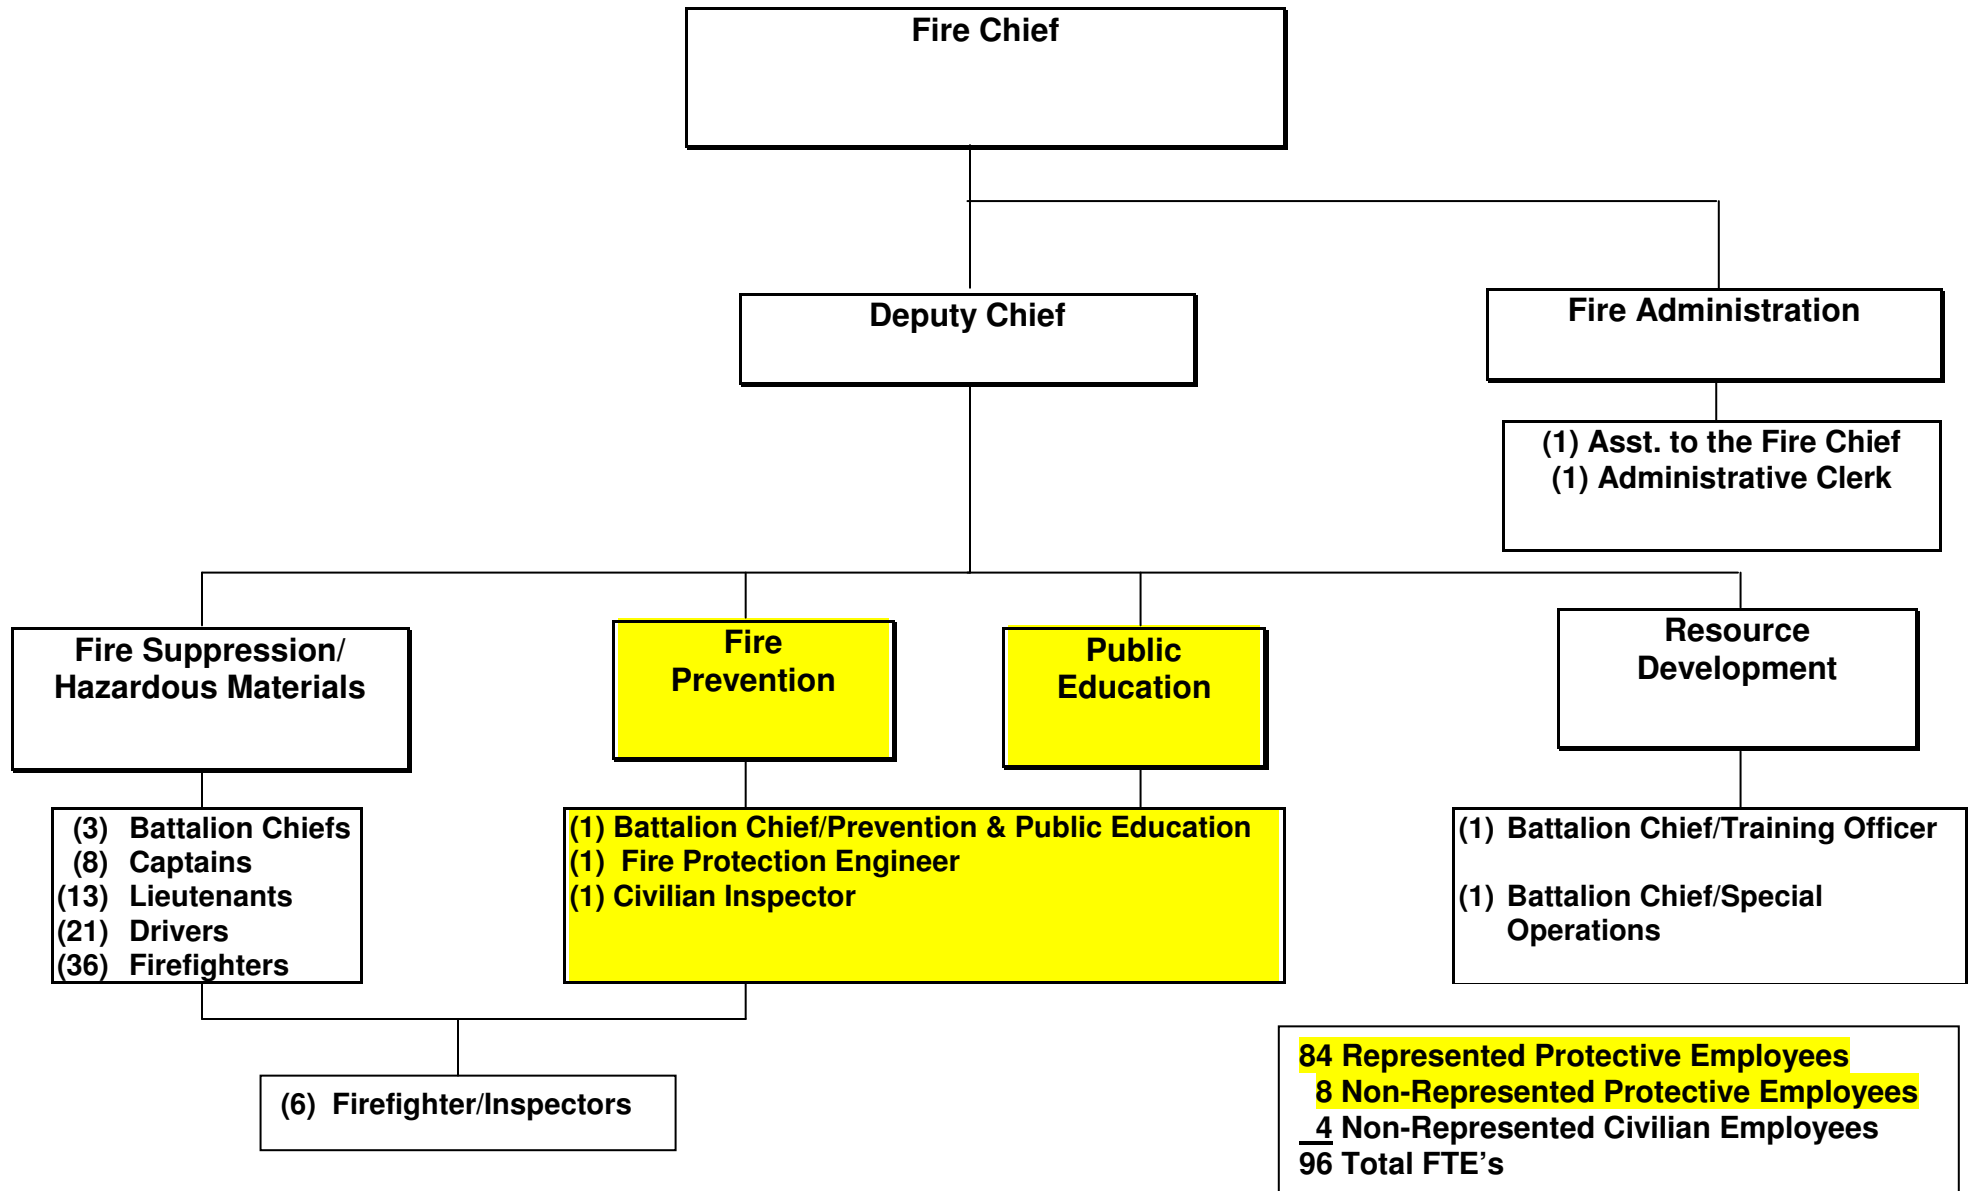 Fire Chief
Deputy Chief
Fire Administration
(1) Asst. to the Fire Chief
(1) Administrative Clerk
Fire Suppression/
Hazardous Materials
Fire
Prevention
Public
Education
Resource
Development
(3) Battalion Chiefs
(8) Captains
(13) Lieutenants
(21) Drivers
(36) Firefighters
(1) Battalion Chief/Prevention & Public Education
(1) Fire Protection Engineer
(1) Civilian Inspector
(1) Battalion Chief/Training Officer
(1) Battalion Chief/Special
Operations
(6) Firefighter/Inspectors
84 Represented Protective Employees
8 Non-Represented Protective Employees
4 Non-Represented Civilian Employees
96 Total FTE's